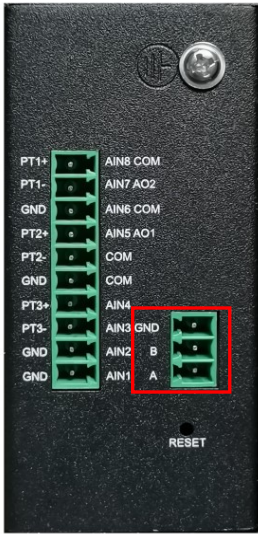 PT1+ AIN8 COM
PT1- AIN7 AO2
GND AIN6 COM
PT2+ AIN5 AO1
PT2- COM
GND COM
PT3+ AIN4
PT3- AIN3 GND
GND AIN2 B
GND AIN1 A
RESET